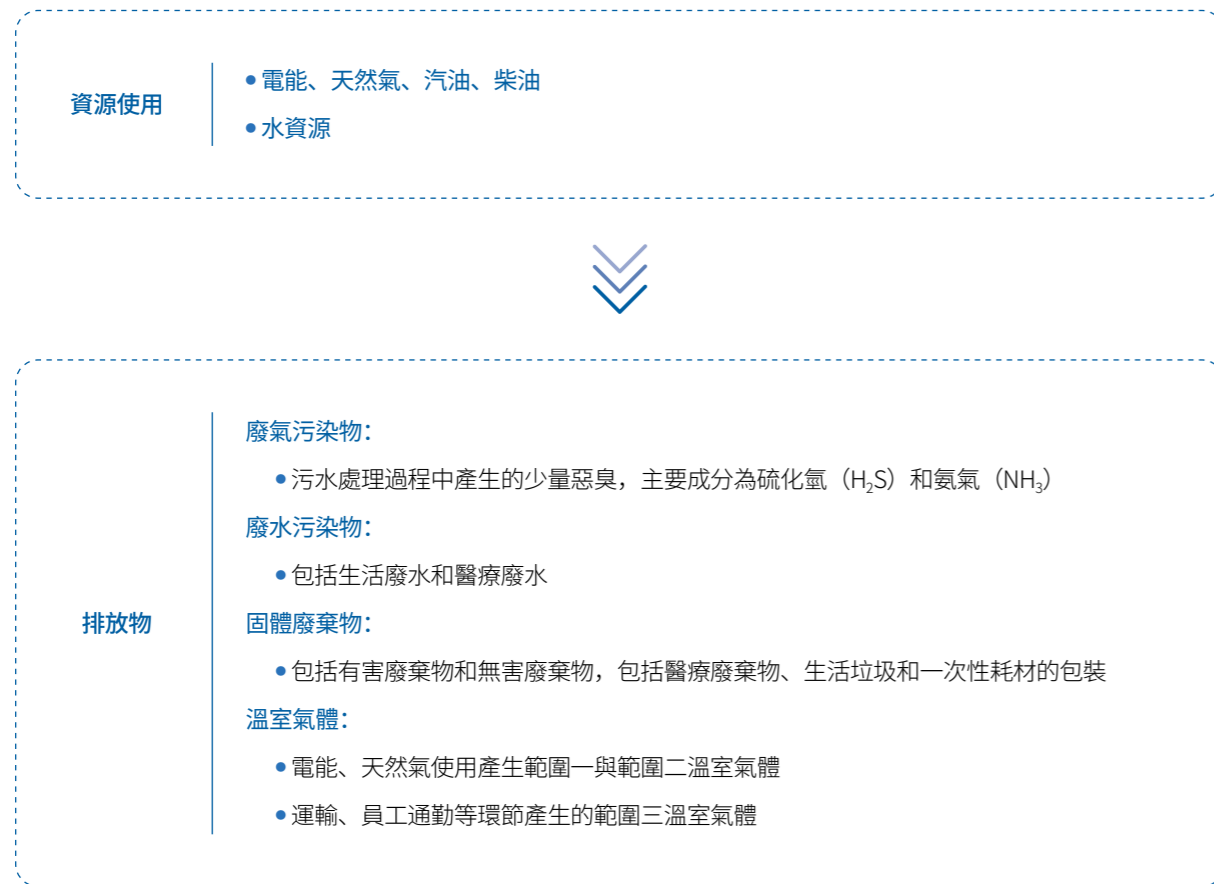 資源使用
●電能、天然氣、汽油、柴油
●水資源
排放物
廢氣污染物：
●污水處理過程中產生的少量惡臭，主要成分為硫化氫（H₂S）和氨氣（NH₃）
廢水污染物：
●包括生活廢水和醫療廢水
固體廢棄物：
●包括有害廢棄物和無害廢棄物，包括醫療廢棄物、生活垃圾和一次性耗材的包裝
溫室氣體：
●電能、天然氣使用產生範圍一與範圍二溫室氣體
●運輸、員工通勤等環節產生的範圍三溫室氣體